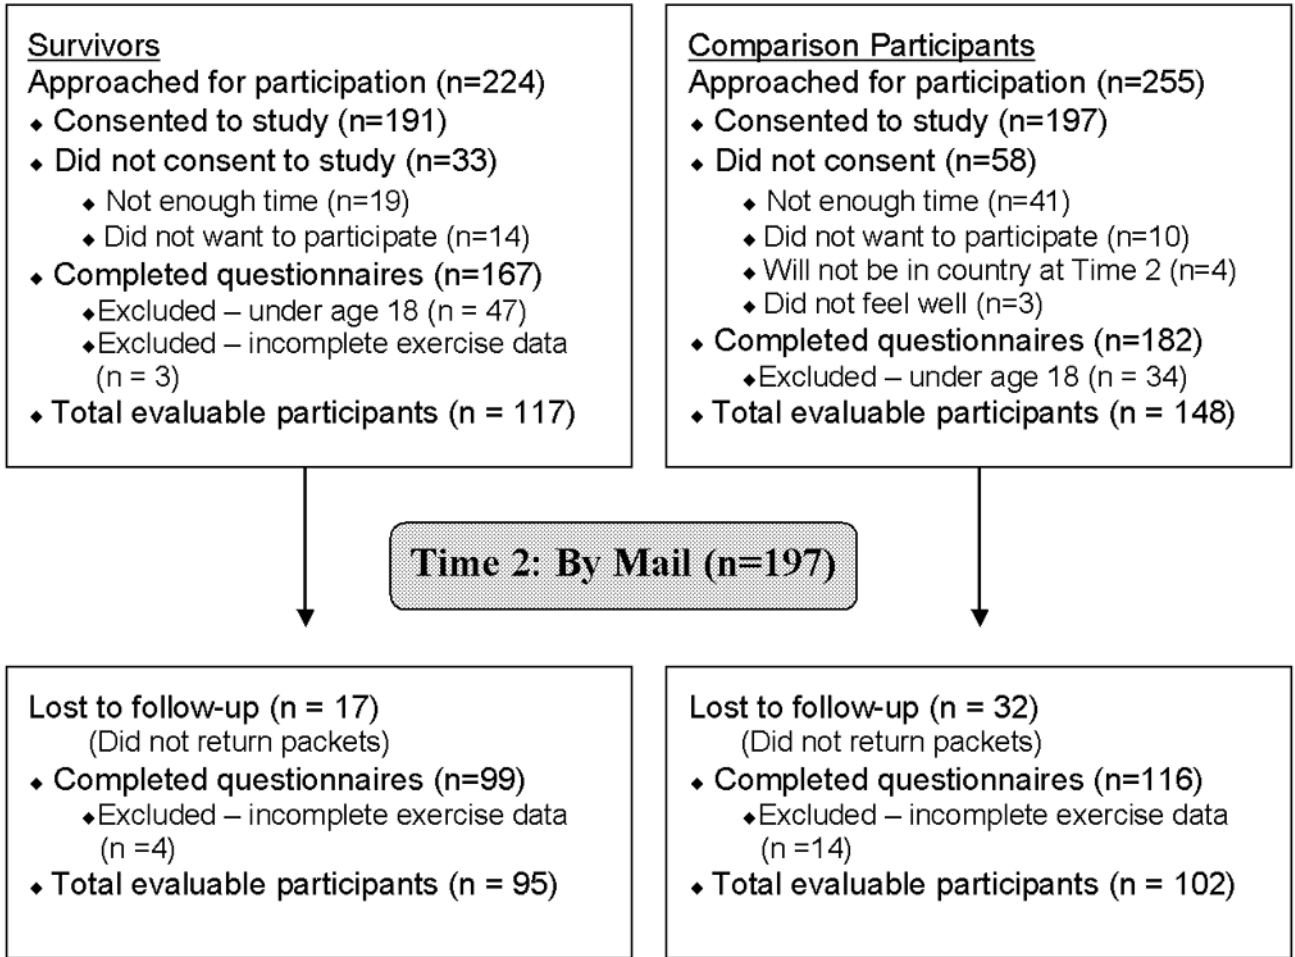 Survivors
Approached for participation (n=224)
⬥ Consented to study (n=191)
⬥ Did not consent to study (n=33)
⬥ Not enough time (n=19)
⬥ Did not want to participate (n=14)
⬥ Completed questionnaires (n=167)
⬥Excluded – under age 18 (n = 47)
⬥Excluded – incomplete exercise data
(n = 3)
⬥ Total evaluable participants (n = 117)
Comparison Participants
Approached for participation (n=255)
⬥ Consented to study (n=197)
⬥ Did not consent (n=58)
⬥ Not enough time (n=41)
⬥ Did not want to participate (n=10)
⬥ Will not be in country at Time 2 (n=4)
⬥ Did not feel well (n=3)
⬥ Completed questionnaires (n=182)
⬥Excluded – under age 18 (n = 34)
⬥ Total evaluable participants (n = 148)
Time 2: By Mail (n=197)
Lost to follow-up (n = 17)
(Did not return packets)
⬥ Completed questionnaires (n=99)
⬥Excluded – incomplete exercise data
(n =4)
⬥ Total evaluable participants (n = 95)
Lost to follow-up (n = 32)
(Did not return packets)
⬥ Completed questionnaires (n=116)
⬥Excluded – incomplete exercise data
(n =14)
⬥ Total evaluable participants (n = 102)